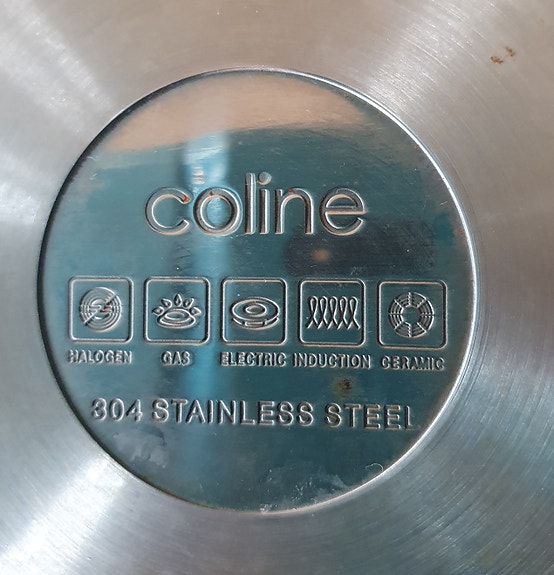 coline
HALOGEN GAS ELECTRIC INDUCTION CERAMIC
304 STAINLESS STEEL